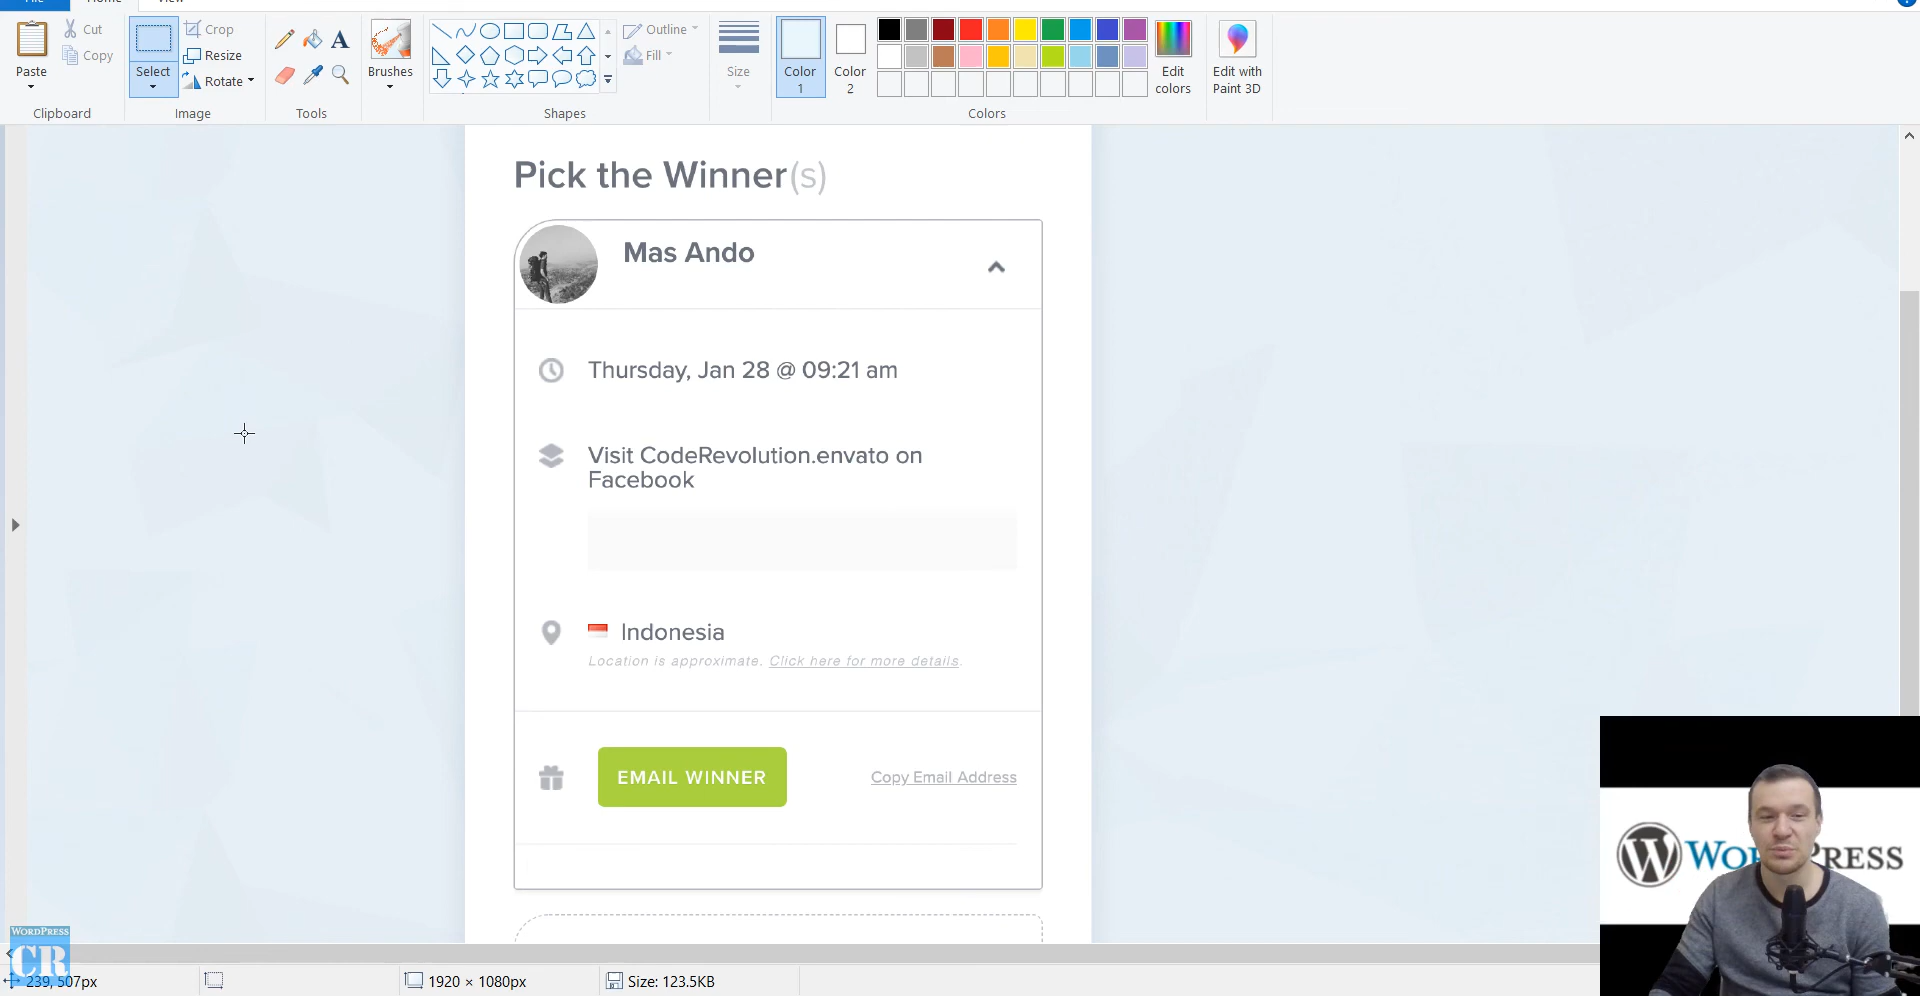 File
Home
View
Paste
Cut
Copy
Clipboard
Select
Crop
Resize
Rotate
Image
Tools
Brushes
Shapes
Outline
Fill
Size
Color
1
Color
2
Colors
Edit
colors
Edit with
Paint 3D
Pick the Winner(s)
Mas Ando
Thursday, Jan 28 @ 09:21 am
Visit CodeRevolution.envato on
Facebook
Indonesia
Location is approximate. Click here for more details.
EMAIL WINNER
Copy Email Address
WORDPRESS
CR
239, 507px
1920 × 1080px
Size: 123.5KB